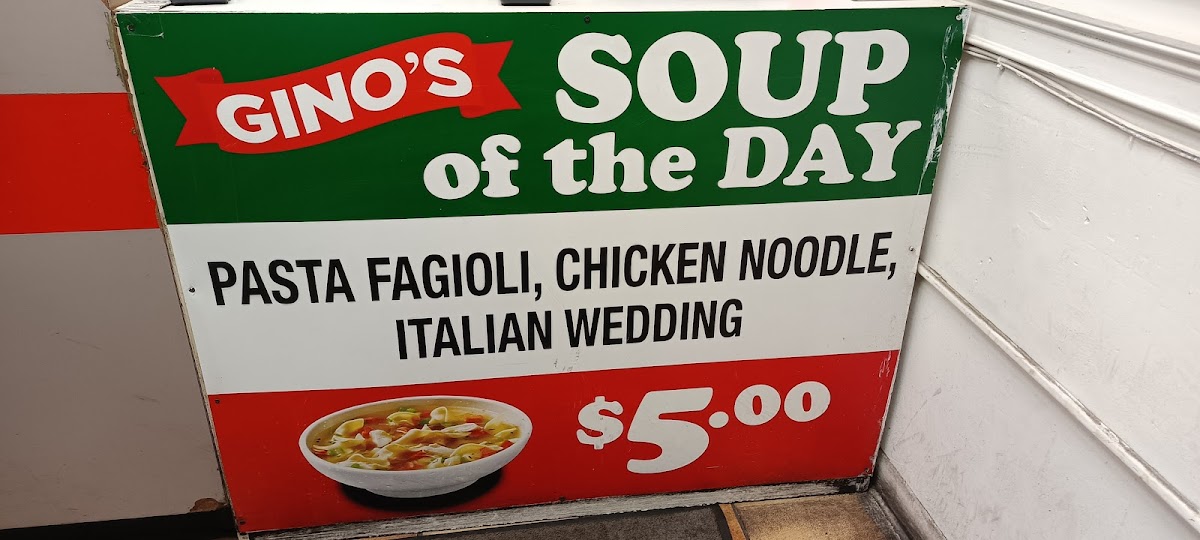 GINO'S
SOUP
of the DAY
PASTA FAGIOLI, CHICKEN NOODLE,
ITALIAN WEDDING
$5.00